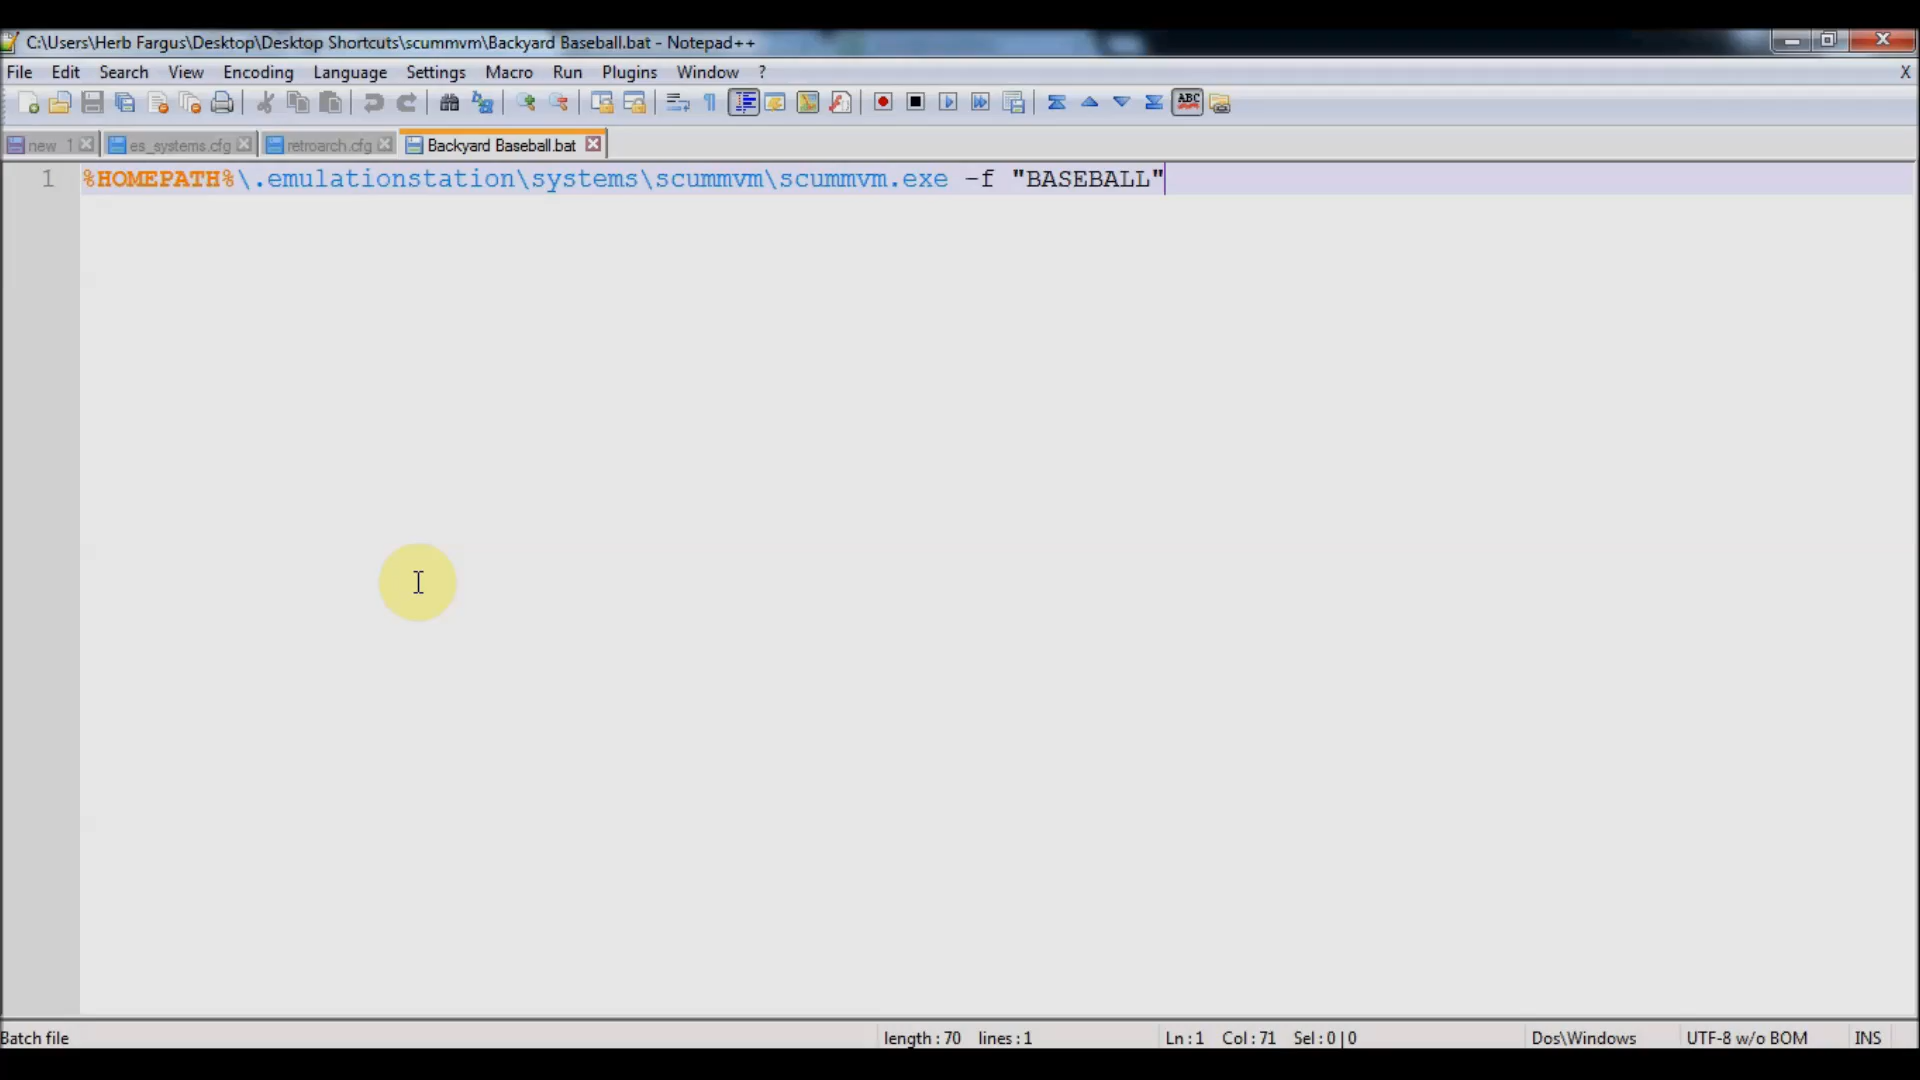 C:\Users\Herb Fargus\Desktop\Desktop Shortcuts\scummvm\Backyard Baseball.bat - Notepad++
File Edit Search View Encoding Language Settings Macro Run Plugins Window ? X
ABC
new 1 es_systems.cfg retroarch.cfg Backyard Baseball.bat
1 %HOMEPATH%\.emulationstation\systems\scummvm\scummvm.exe -f "BASEBALL"
Batch file length : 70 lines : 1 Ln : 1 Col : 71 Sel : 0 | 0 Dos\Windows UTF-8 w/o BOM INS